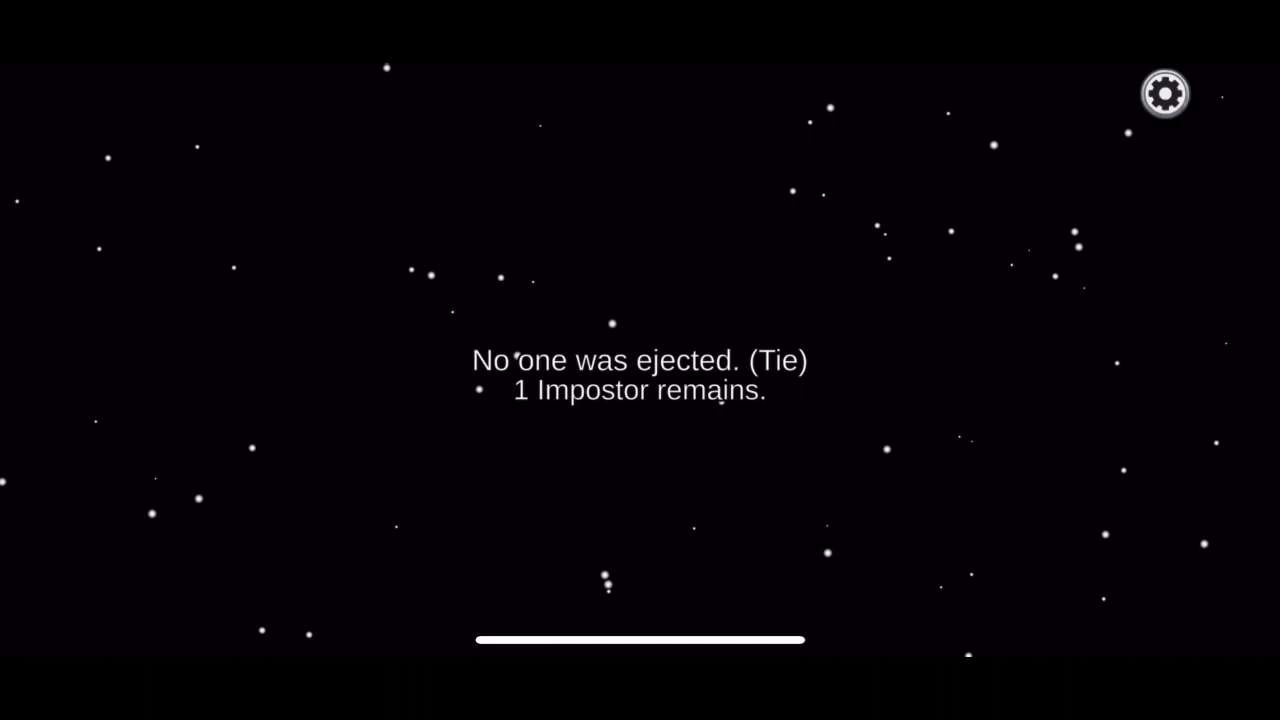 No one was ejected. (Tie)
1 Impostor remains.